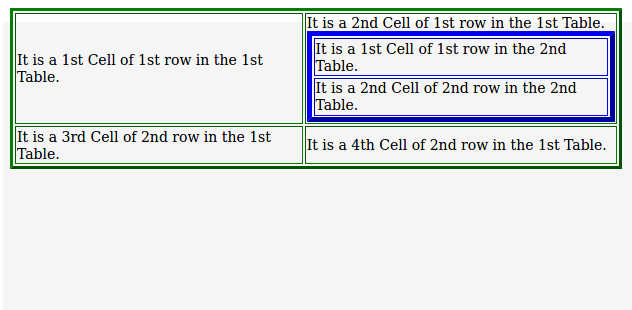 It is a 1st Cell of 1st row in the 1st
Table.
It is a 2nd Cell of 1st row in the 1st Table.
It is a 1st Cell of 1st row in the 2nd
Table.
It is a 2nd Cell of 2nd row in the 2nd
Table.
It is a 3rd Cell of 2nd row in the 1st
Table.
It is a 4th Cell of 2nd row in the 1st Table.